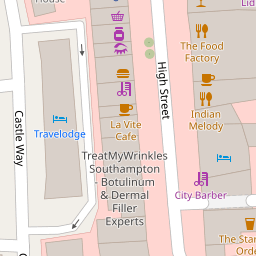 House
Lid
The Food
Factory
High Street
Castle Way
Travelodge
La Vite
Cafe
Indian
Melody
TreatMyWrinkles
Southampton
- Botulinum
& Dermal
Filler
Experts
City Barber
The Star
Orde